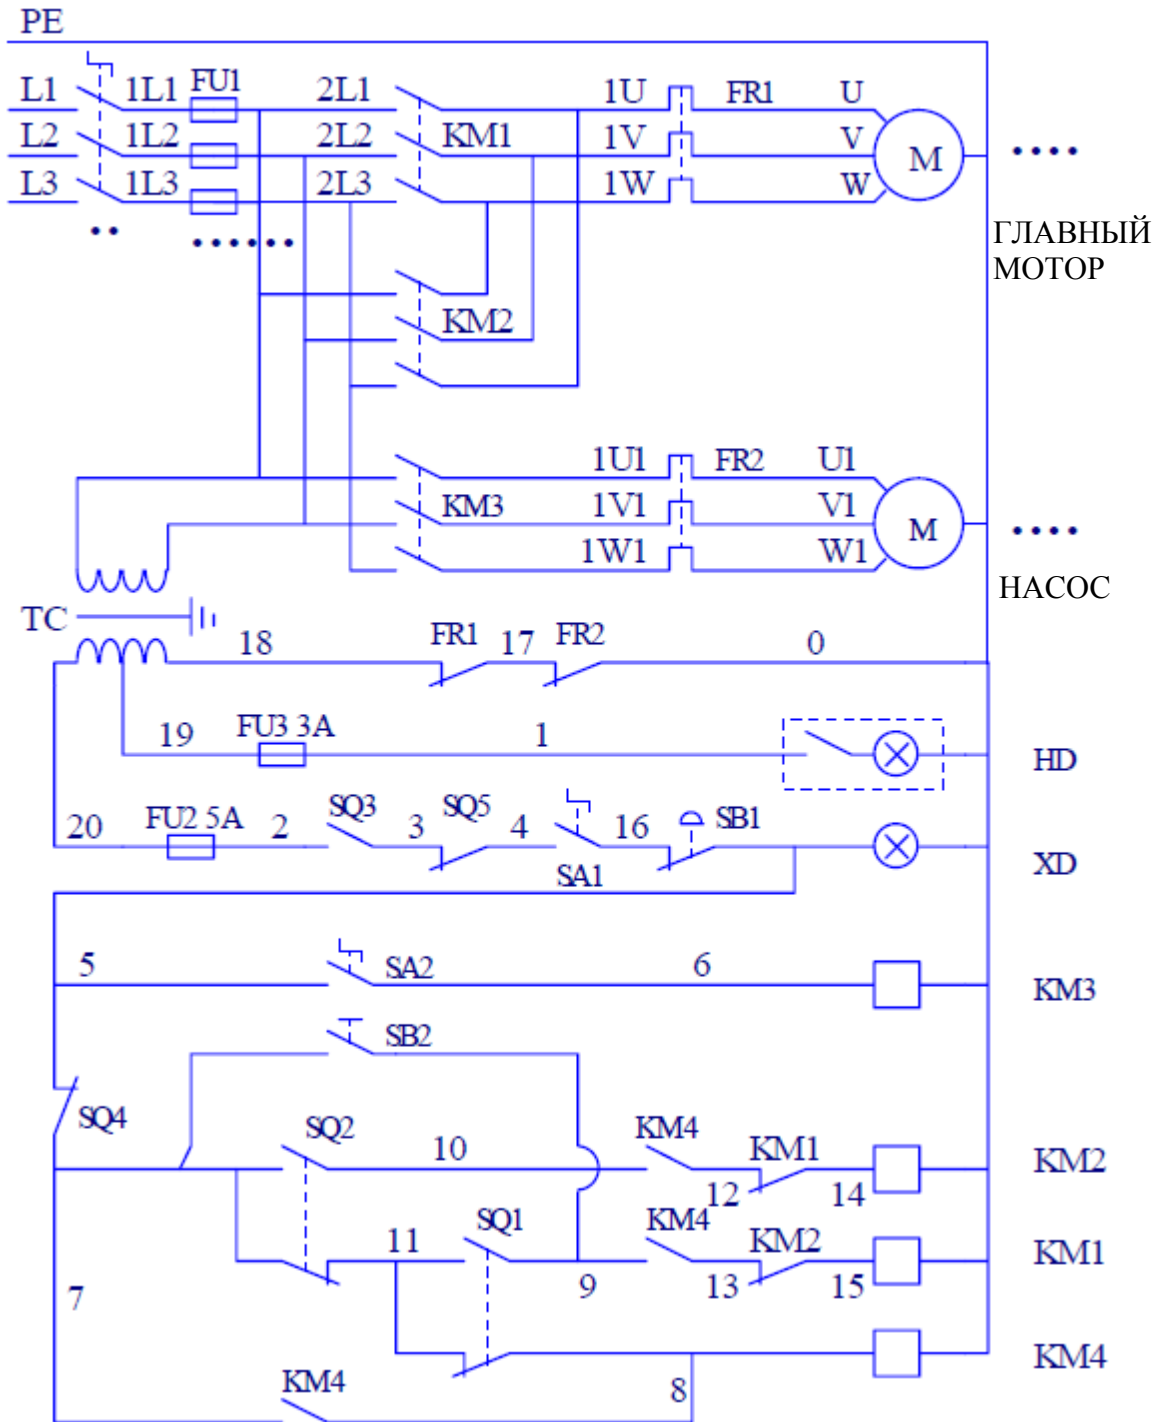 PE
L1 1L1 FU1 2L1 1U FR1 U
L2 1L2 2L2 KM1 1V V M ••••
L3 1L3 2L3 1W W
•• ••••••
ГЛАВНЫЙ
МОТОР
KM2
1U1 FR2 U1
KM3 1V1 V1 M ••••
1W1 W1
НАСОС
TC
18 FR1 17 FR2 0
19 FU3 3A 1 HD
20 FU2 5A 2 SQ3 3 SQ5 4 SA1 16 SB1 XD
5 SA2 6 KM3
SB2
SQ4
SQ2 10 KM4 12 KM1 14 KM2
11 SQ1 9 KM4 13 KM2 15 KM1
7
KM4
KM4 8